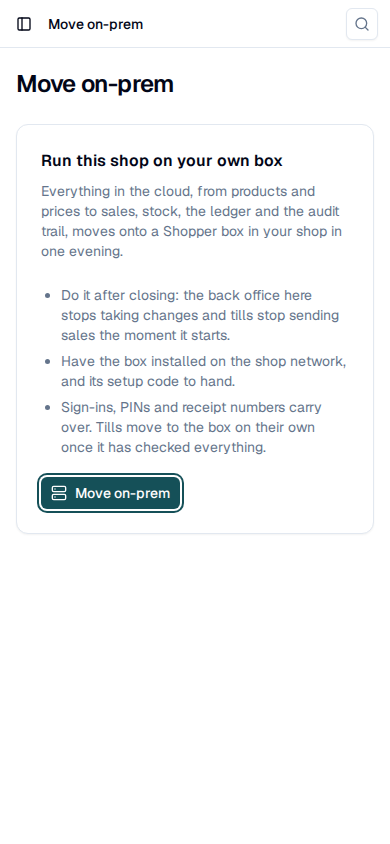 Move on-prem
Move on-prem
Run this shop on your own box
Everything in the cloud, from products and
prices to sales, stock, the ledger and the audit
trail, moves onto a Shopper box in your shop in
one evening.
• Do it after closing: the back office here
stops taking changes and tills stop sending
sales the moment it starts.
• Have the box installed on the shop network,
and its setup code to hand.
• Sign-ins, PINs and receipt numbers carry
over. Tills move to the box on their own
once it has checked everything.
Move on-prem